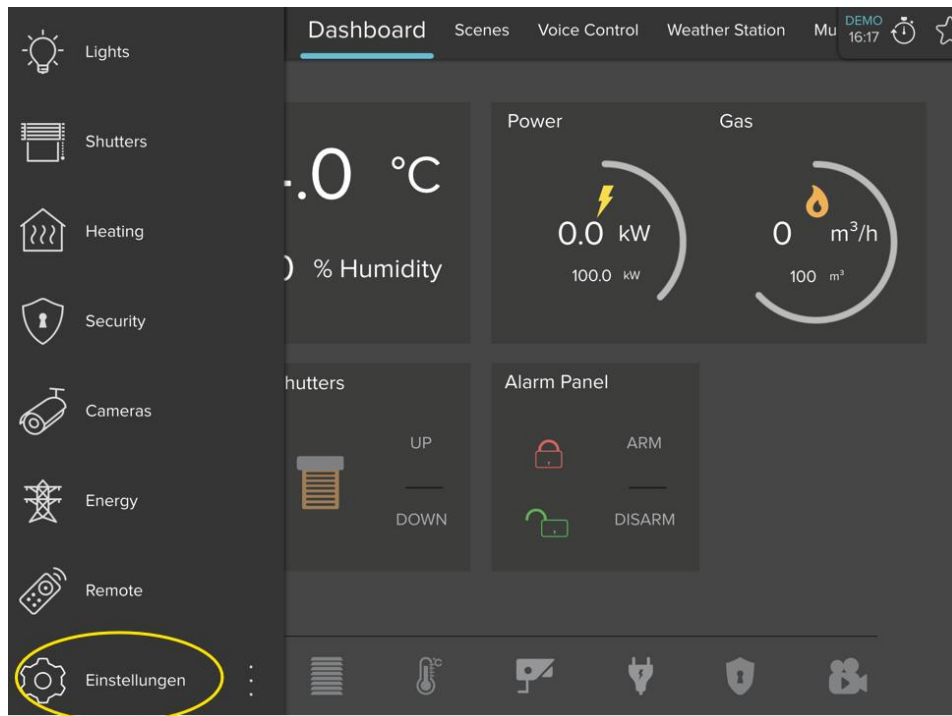 Lights
Shutters
Heating
Security
Cameras
Energy
Remote
Einstellungen
Dashboard Scenes Voice Control Weather Station
DEMO
16:17
.0 °C
% Humidity
Power
0.0 kW
100.0 kW
Gas
0 m³/h
100 m³
hutters
UP
DOWN
Alarm Panel
ARM
DISARM
°C